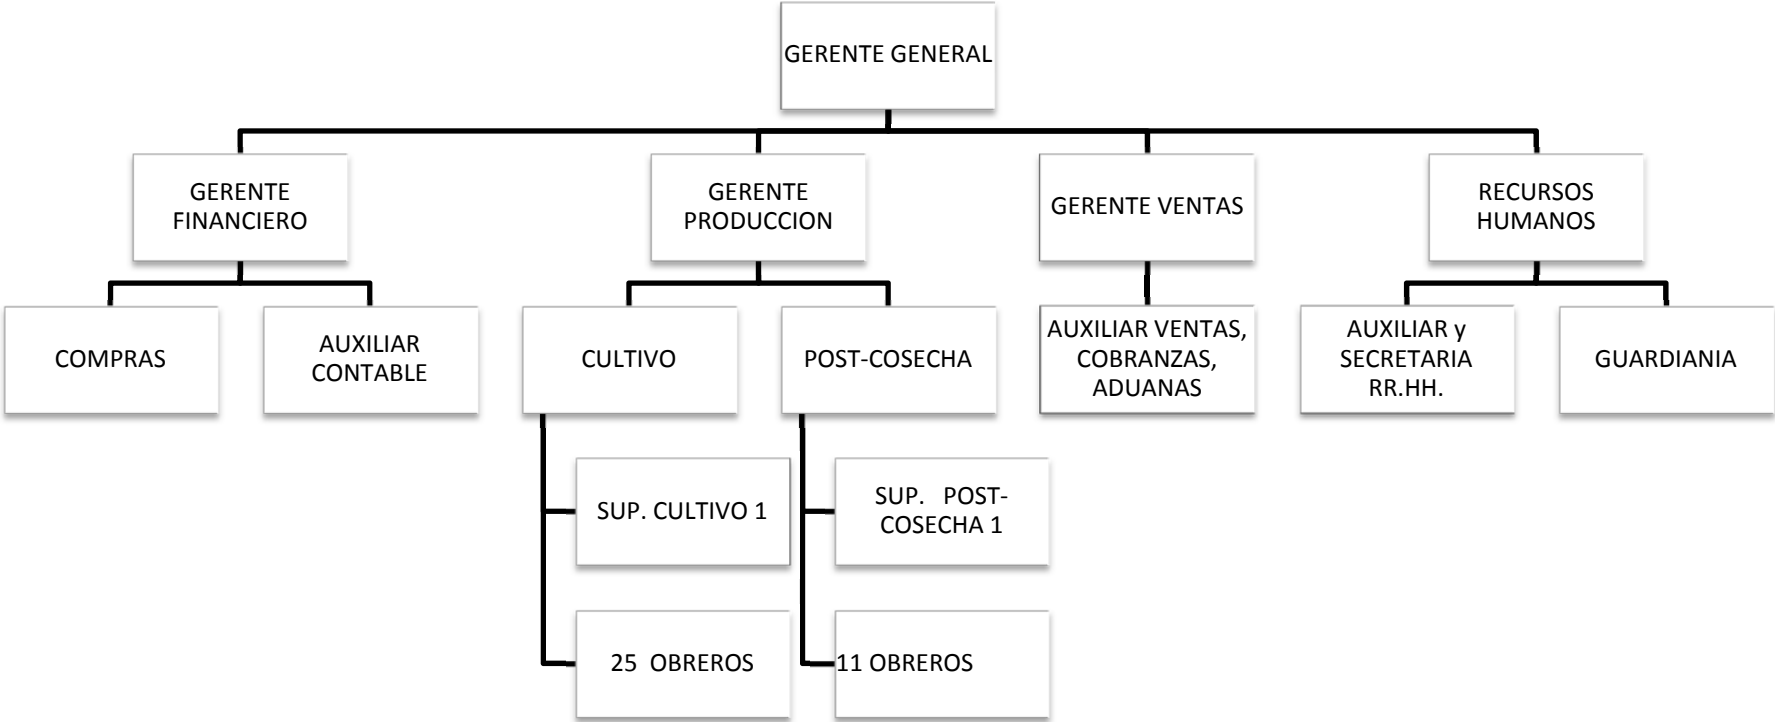 GERENTE GENERAL
GERENTE
FINANCIERO
GERENTE
PRODUCCION
GERENTE VENTAS
RECURSOS
HUMANOS
COMPRAS
AUXILIAR
CONTABLE
CULTIVO
POST-COSECHA
AUXILIAR VENTAS,
COBRANZAS,
ADUANAS
AUXILIAR y
SECRETARIA
RR.HH.
GUARDIANIA
SUP. CULTIVO 1
SUP. POST-
COSECHA 1
25 OBREROS
11 OBREROS